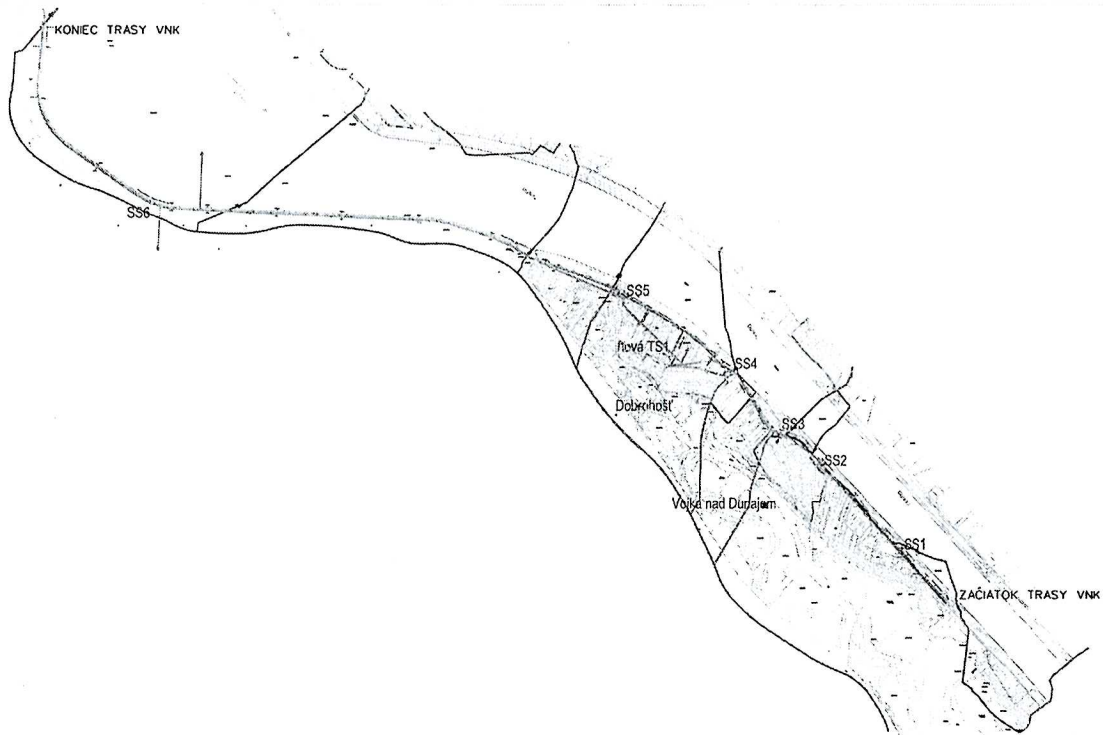 KONIEC TRASY VNK
SS6
SS5
Nová TS1
SS4
Dobrohošť
SS3
SS2
Vojka nad Dunajom
SS1
ZAČIATOK TRASY VNK